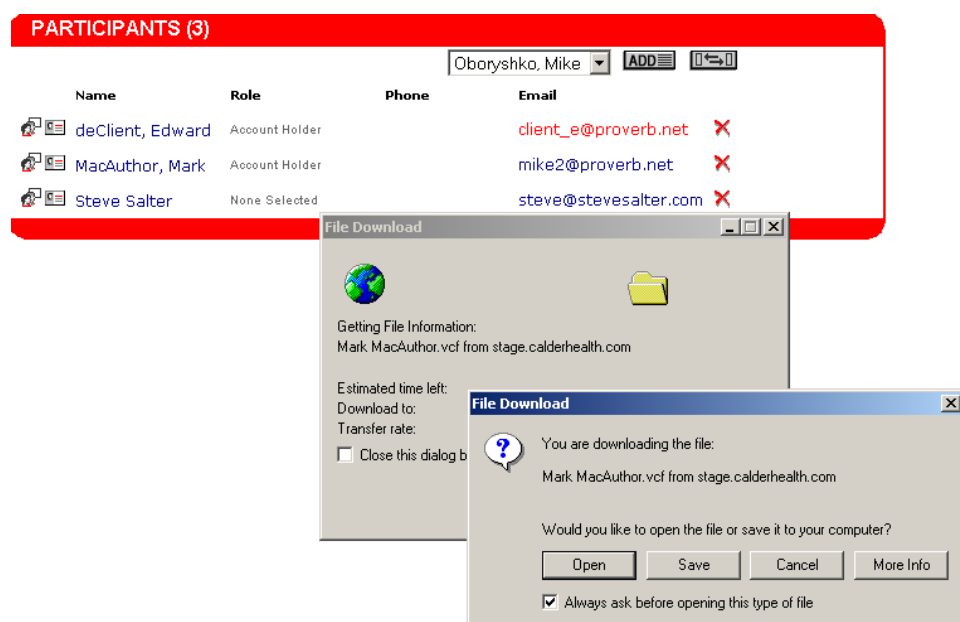 PARTICIPANTS (3)
Oboryshko, Mike ADD
Name Role Phone Email
deClient, Edward Account Holder client_e@proverb.net
MacAuthor, Mark Account Holder mike2@proverb.net
Steve Salter None Selected steve@stevesalter.com
File Download
Getting File Information:
Mark MacAuthor.vcf from stage.calderhealth.com
Estimated time left:
Download to:
Transfer rate:
Close this dialog b
File Download
You are downloading the file:
Mark MacAuthor.vcf from stage.calderhealth.com
Would you like to open the file or save it to your computer?
Open Save Cancel More Info
Always ask before opening this type of file